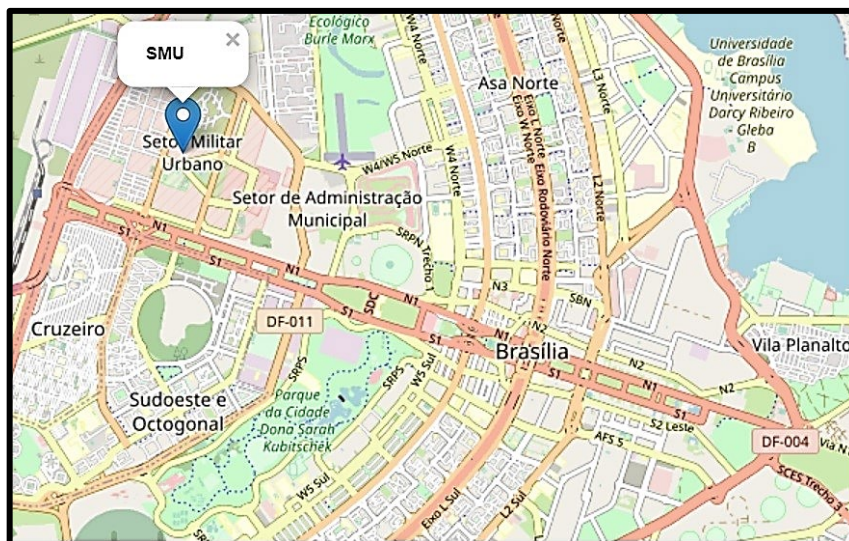 SMU
×
Ecológico
Burle Marx
W4 Norte
Asa Norte
Eixo L Norte
Eixo W Norte
L3 Norte
Universidade
de Brasília
- Campus
Universitário
Darcy Ribeiro
Gleba
B
Setor Militar
Urbano
W4/W5 Norte
W4 Norte
Eixo Rodoviário Norte
L2 Norte
Setor de Administração
Municipal
SRPN Trecho 1
N1
S1
N1
S1
N1
S1
SDC
N1
N3
SBN
DF-011
Cruzeiro
SRPS
SRPS
W5 Sul
S1
N1
N2
Brasília
S1
N2
N1
N2
S1
Vila Planalto
Sudoeste e
Octogonal
Parque
da Cidade
Dona Sarah
Kubitschek
S2 Leste
AFS 5
DF-004
Via N
SCES Trecho 3
W5 Sul
Eixo L Sul
L2 Sul